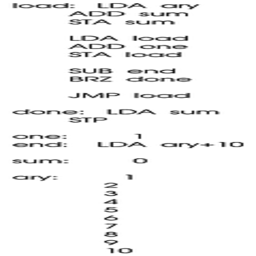 load: LDA ary
ADD sum
STA sum
LDA load
ADD one
STA load
SUB end
BRZ done
JMP load
done: LDA sum
STP
one: 1
end: LDA ary+10
sum: 0
ary: 1
2
3
4
5
6
7
8
9
10